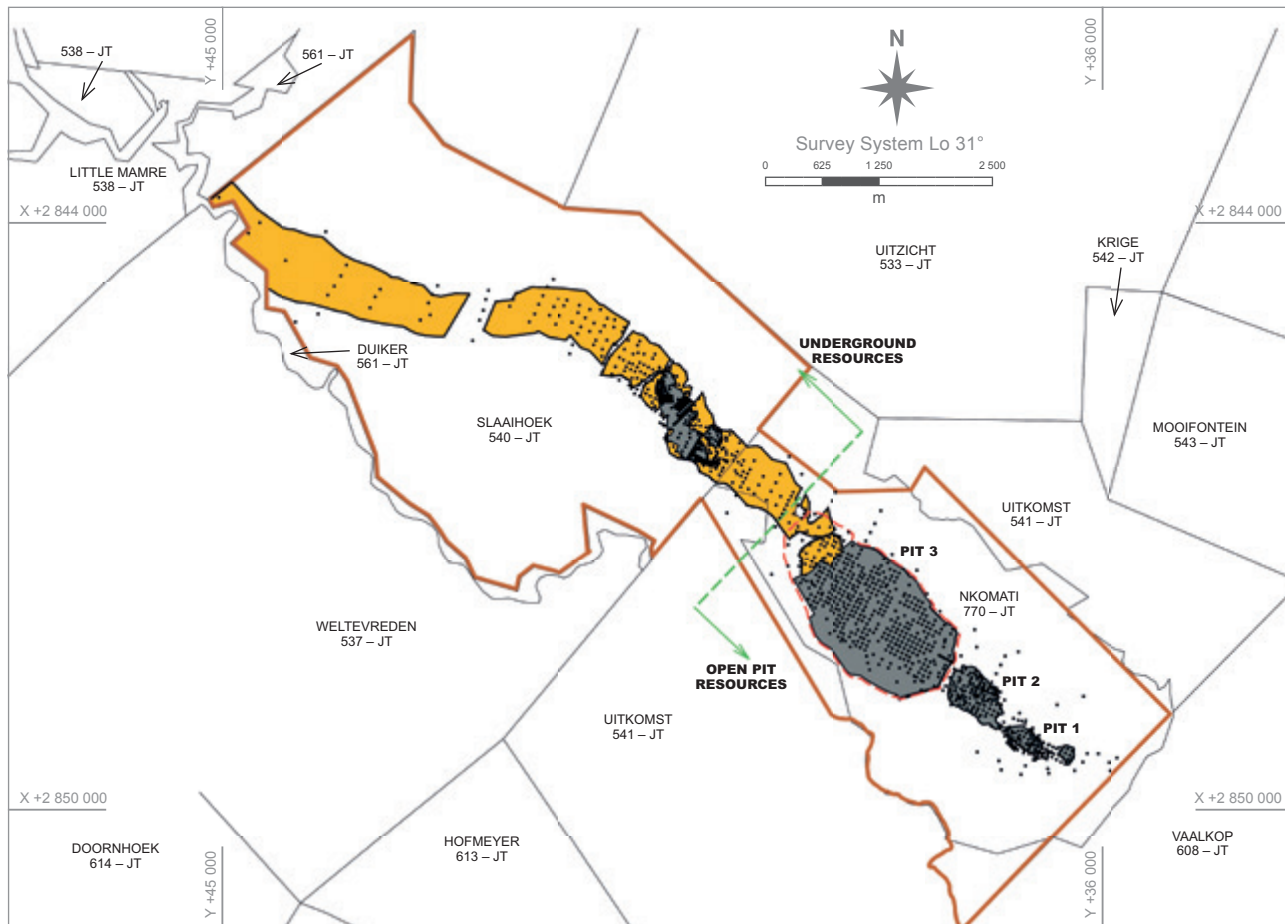 538 – JT
Y +45 000
561 – JT
N
Y +36 000
Survey System Lo 31°
0 625 1 250 2 500
m
LITTLE MAMRE
538 – JT
X +2 844 000
X +2 844 000
UITZICHT
533 – JT
KRIGE
542 – JT
UNDERGROUND
RESOURCES
DUIKER
561 – JT
SLAAIHOEK
540 – JT
MOOIFONTEIN
543 – JT
UITKOMST
541 – JT
PIT 3
NKOMATI
770 – JT
WELTEVREDEN
537 – JT
OPEN PIT
RESOURCES
PIT 2
UITKOMST
541 – JT
PIT 1
X +2 850 000
X +2 850 000
DOORNHOEK
614 – JT
Y +45 000
HOFMEYER
613 – JT
Y +36 000
VAALKOP
608 – JT